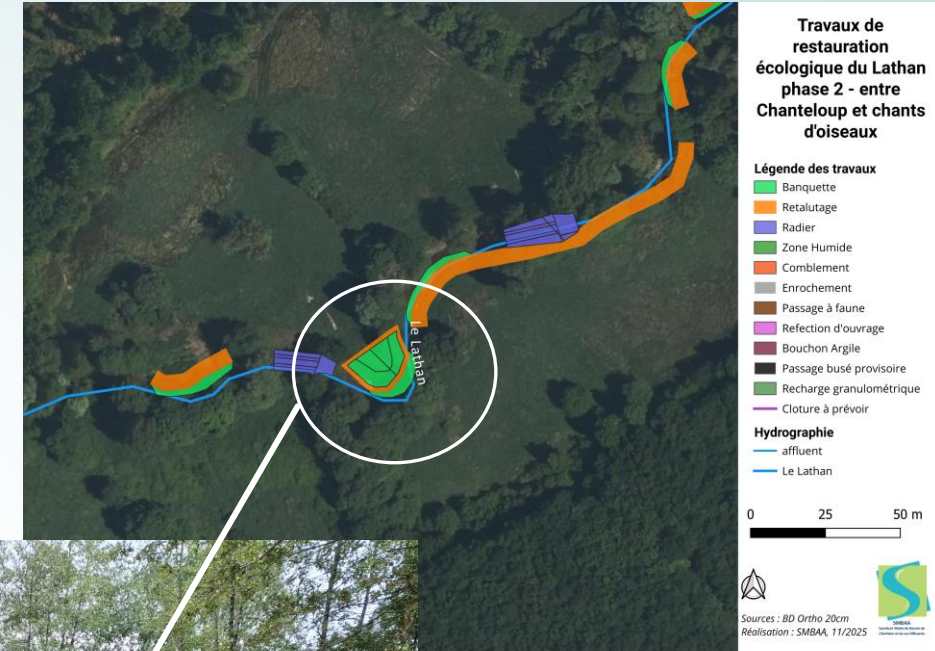 Travaux de
restauration
écologique du Lathan
phase 2 - entre
Chanteloup et chants
d'oiseaux
Légende des travaux
Banquette
Retalutage
Radier
Zone Humide
Comblement
Enrochement
Passage à faune
Refection d'ouvrage
Bouchon Argile
Passage busé provisoire
Recharge granulométrique
Cloture à prévoir
Hydrographie
affluent
Le Lathan
0 25 50 m
Sources : BD Ortho 20cm
Réalisation : SMBAA, 11/2025
SMBAA
Le Lathan